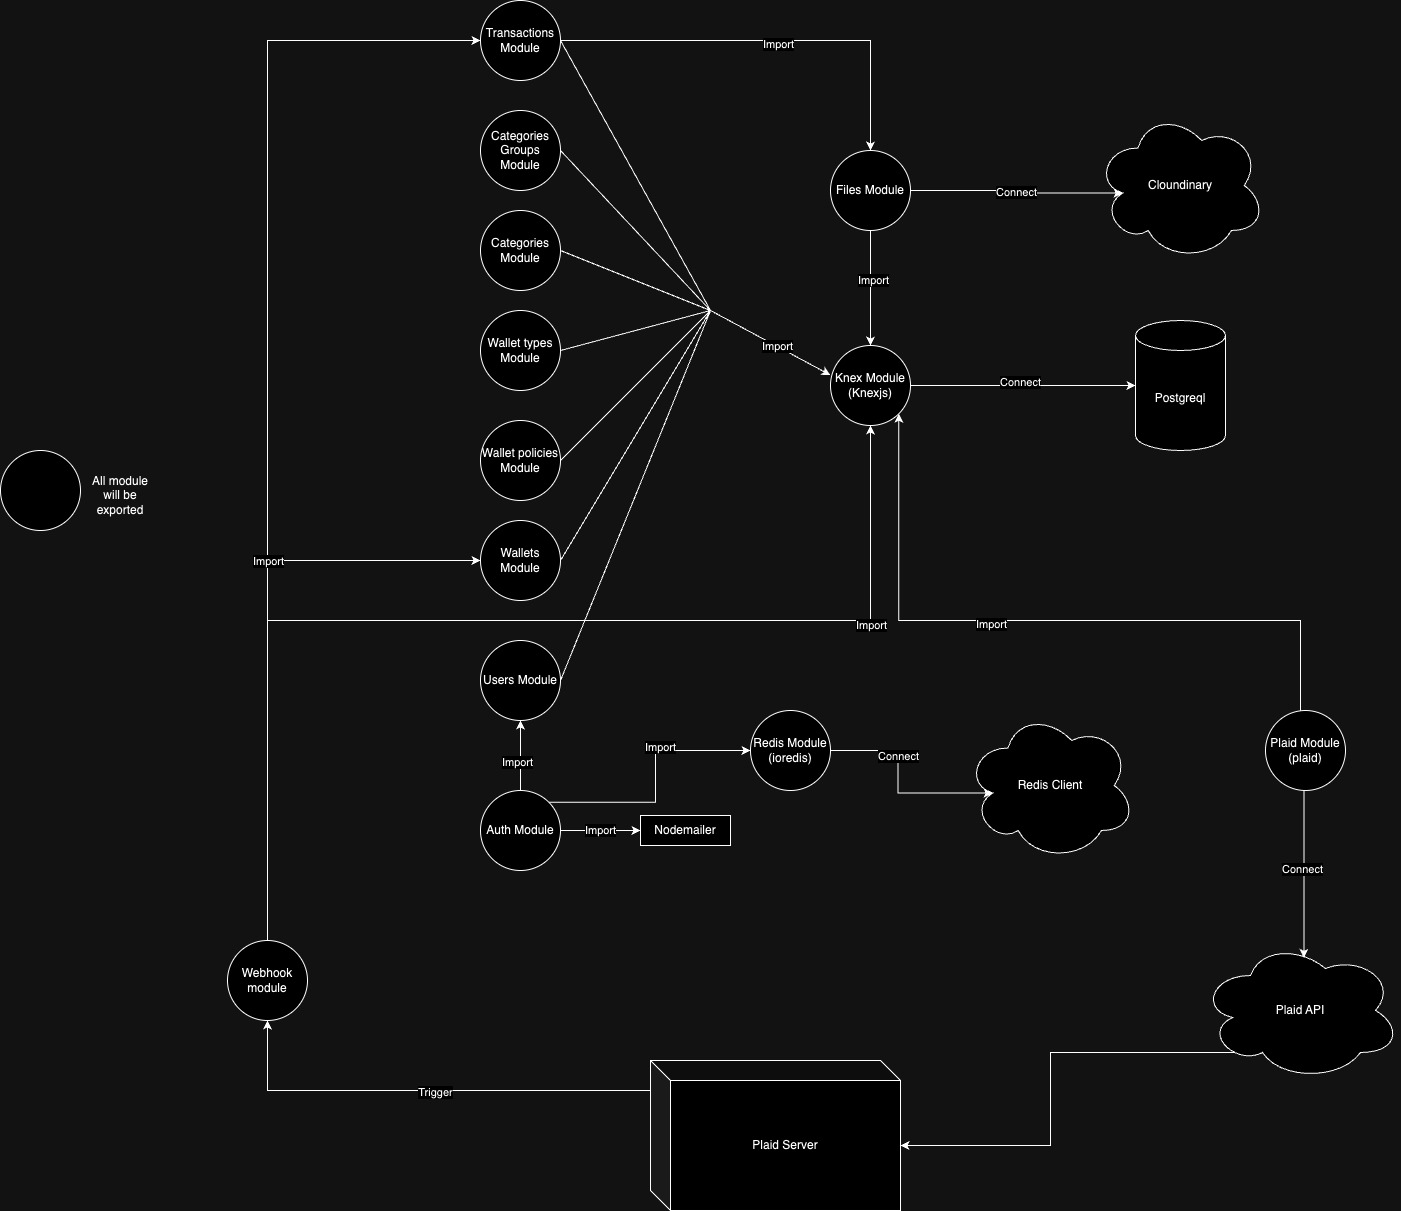 Transactions
Module
Import
Categories
Groups
Module
Files Module
Connect
Cloundinary
Categories
Module
Import
Wallet types
Module
Import
Knex Module
(Knexjs)
Connect
Postgreql
Wallet policies
Module
All module
will be
exported
Wallets
Module
Import
Import
Import
Users Module
Import
Import
Redis Module
(ioredis)
Connect
Redis Client
Plaid Module
(plaid)
Auth Module
Import
Nodemailer
Connect
Webhook
module
Plaid API
Trigger
Plaid Server